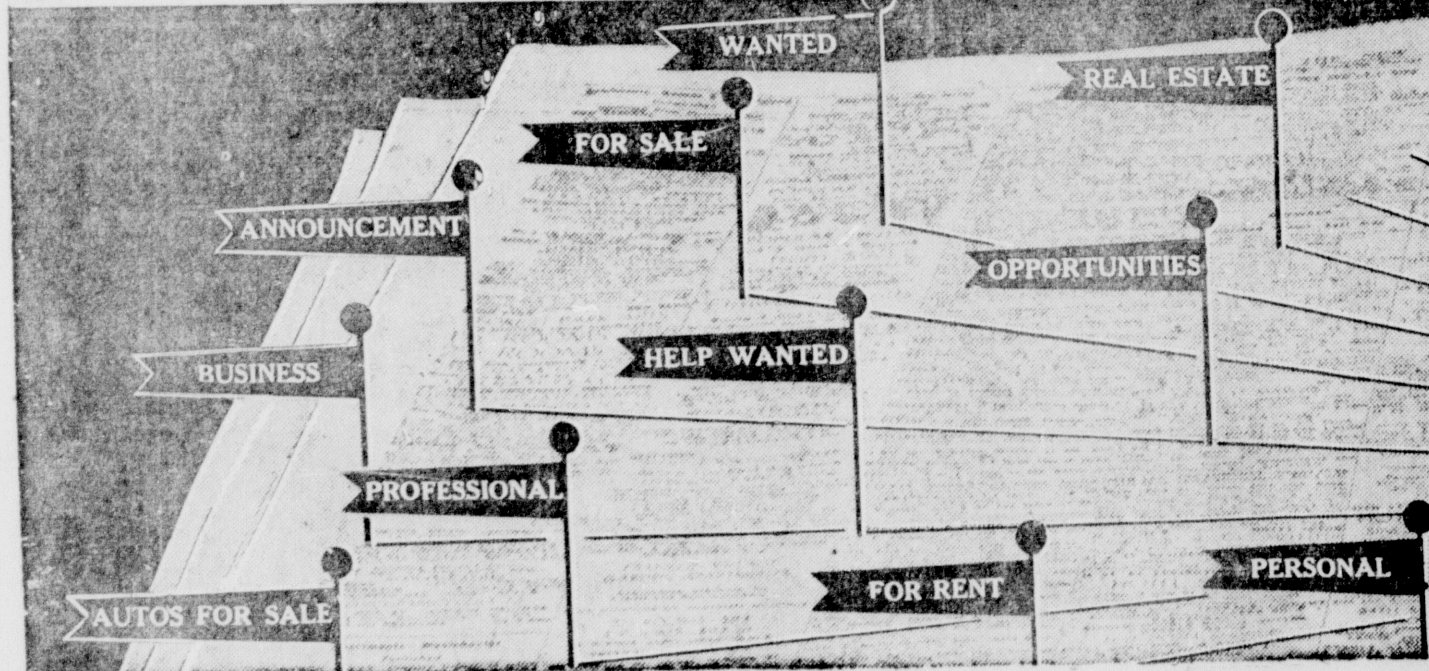 WANTED
REAL ESTATE
FOR SALE
ANNOUNCEMENT
OPPORTUNITIES
HELP WANTED
BUSINESS
PROFESSIONAL
PERSONAL
FOR RENT
AUTOS FOR SALE